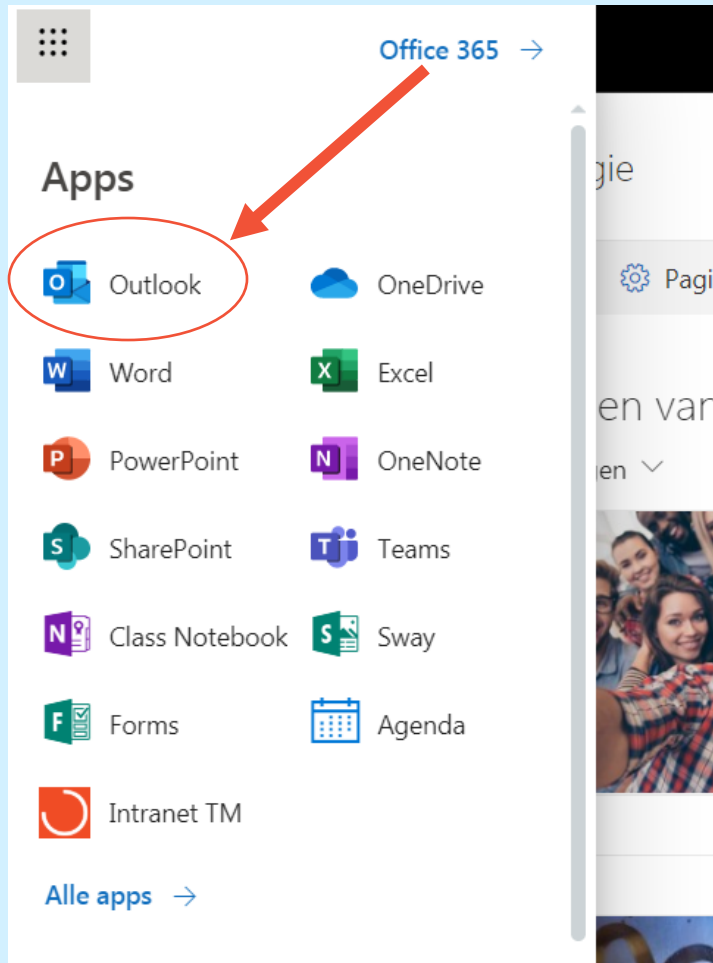 Office 365 →
Apps
Outlook
OneDrive
Word
Excel
PowerPoint
OneNote
SharePoint
Teams
Class Notebook
Sway
Forms
Agenda
Intranet TM
Alle apps →
gie
Pagi
en van
en